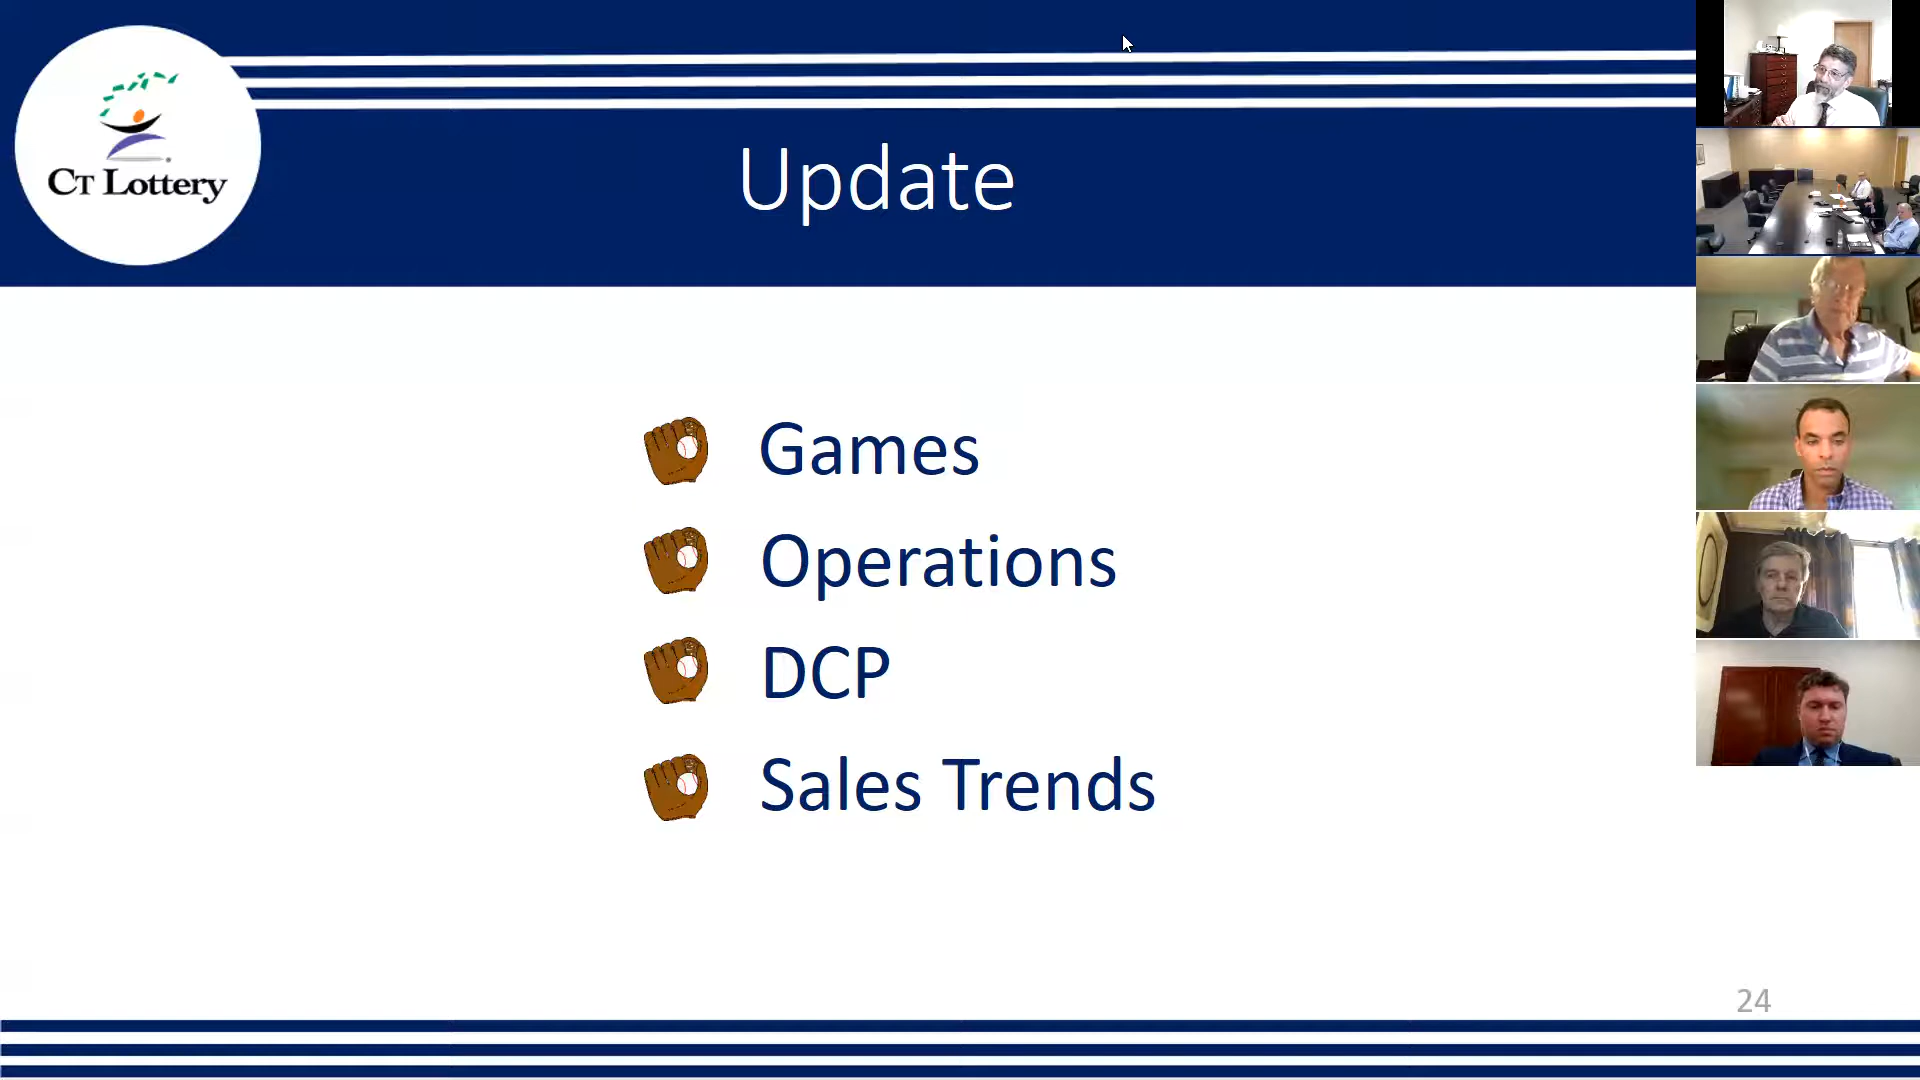 CT Lottery
Update
Games
Operations
DCP
Sales Trends
24